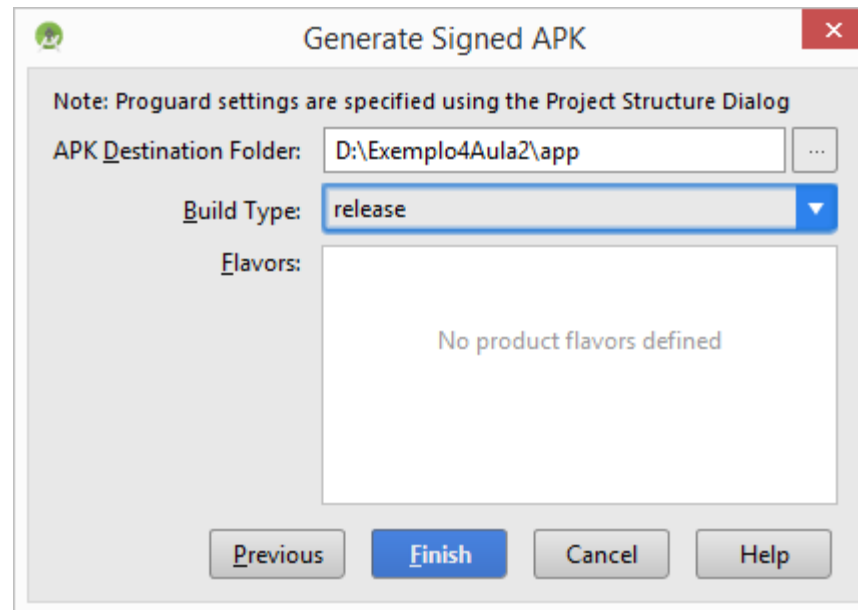 Generate Signed APK
Note: Proguard settings are specified using the Project Structure Dialog
APK Destination Folder: D:\Exemplo4Aula2\app ...
Build Type: release
Flavors:
No product flavors defined
Previous Finish Cancel Help